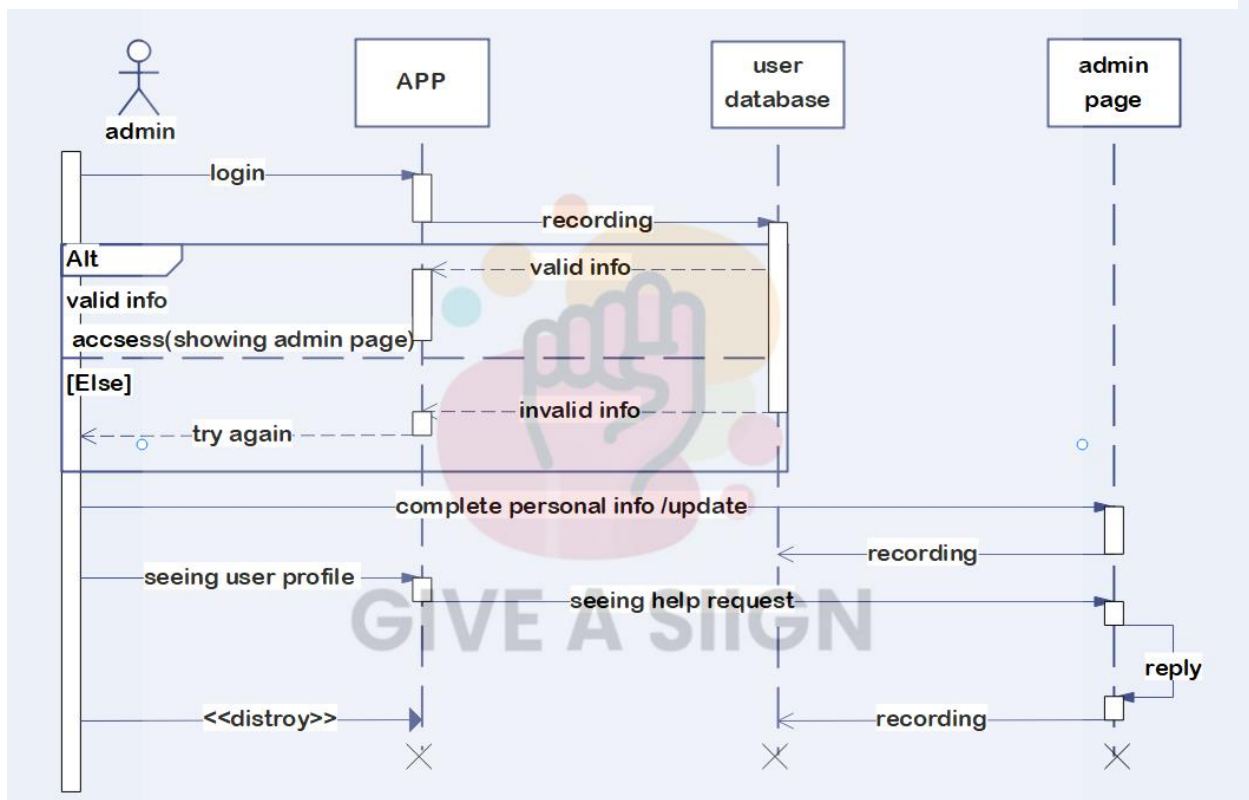 admin
APP
user
database
admin
page
login
recording
Alt
valid info
valid info
accsess(showing admin page)
[Else]
invalid info
try again
complete personal info /update
recording
seeing user profile
seeing help request
GIVE A SIIGN
reply
<<distroy>>
recording